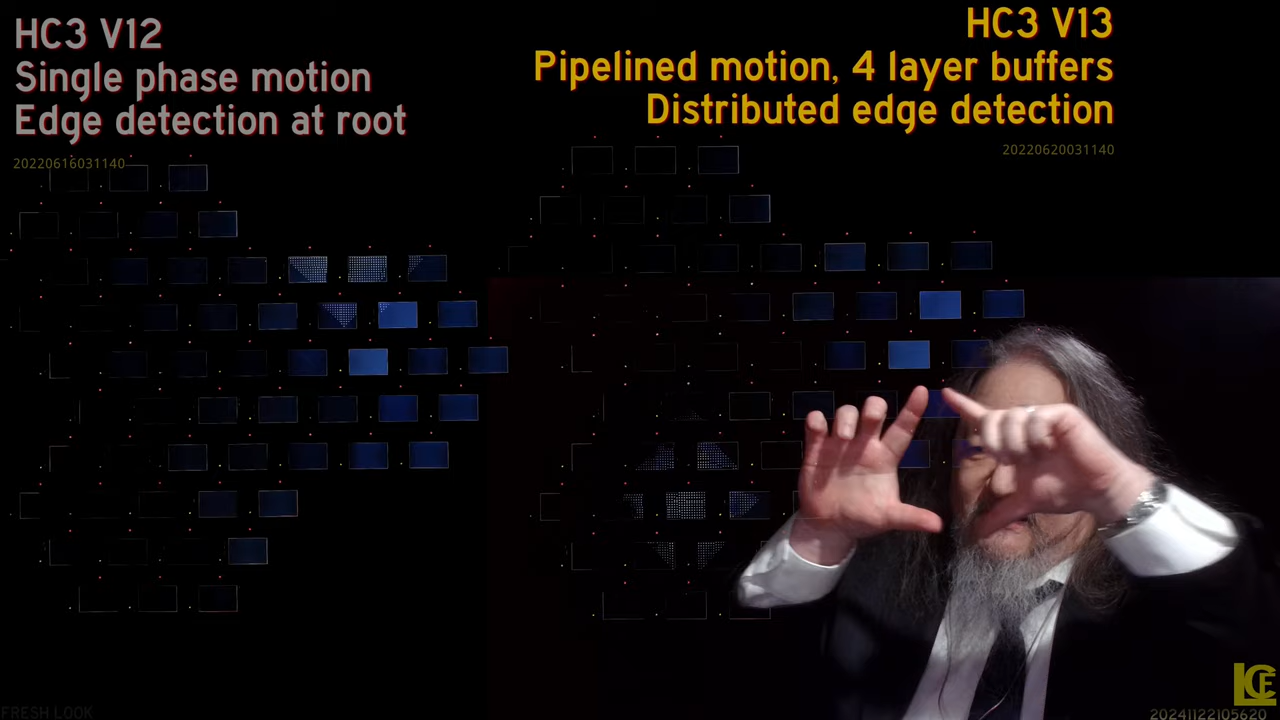 HC3 V12
Single phase motion
Edge detection at root
20220616031140
HC3 V13
Pipelined motion, 4 layer buffers
Distributed edge detection
20220620031140
FRESH LOOK
LCE
20241122105620